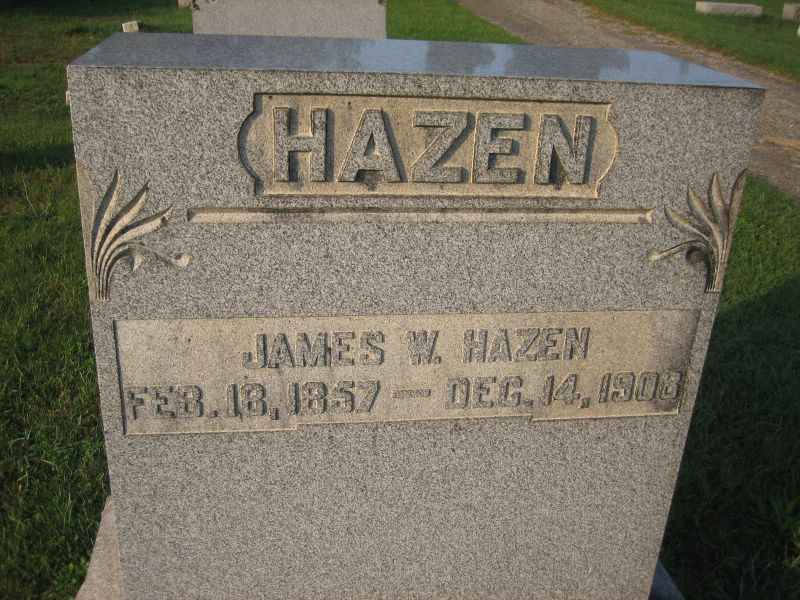 HAZEN
JAMES W. HAZEN
FEB. 18, 1857 — DEC. 14, 1908